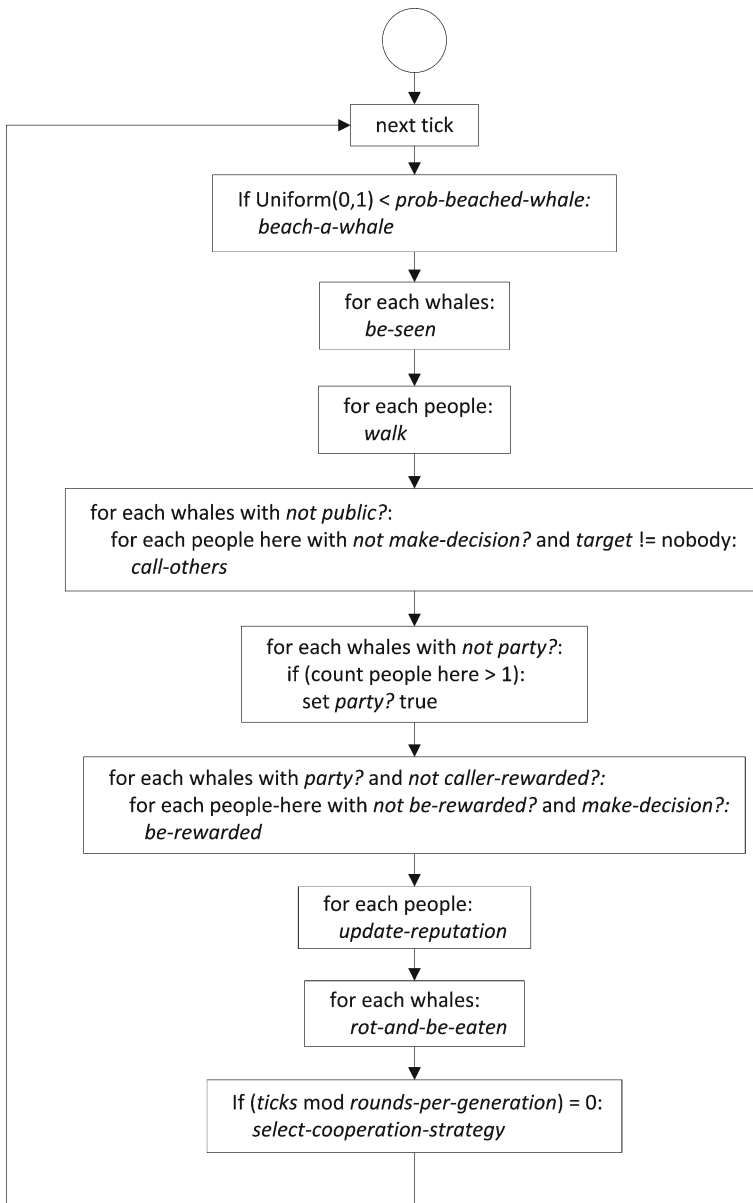 next tick
If Uniform(0,1) < prob-beached-whale:
beach-a-whale
for each whales:
be-seen
for each people:
walk
for each whales with not public?:
for each people here with not make-decision? and target != nobody:
call-others
for each whales with not party?:
if (count people here > 1):
set party? true
for each whales with party? and not caller-rewarded?:
for each people-here with not be-rewarded? and make-decision?:
be-rewarded
for each people:
update-reputation
for each whales:
rot-and-be-eaten
If (ticks mod rounds-per-generation) = 0:
select-cooperation-strategy